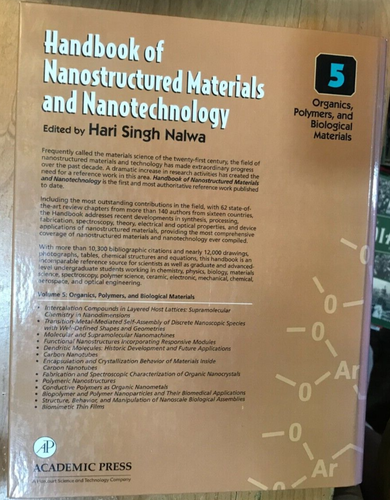 Handbook of
Nanostructured Materials
and Nanotechnology
Edited by Hari Singh Nalwa
5
Organics,
Polymers, and
Biological
Materials
Frequently called the materials science of the twenty-first century, the field of
nanostructured materials and technology has made extraordinary progress
over the past decade. A dramatic increase in research activities has created the
need for a reference work in this area. Handbook of Nanostructured Materials
and Nanotechnology is the first and most authoritative reference work published
to date.
Including the most outstanding contributions in the field, with 62 state-of-
the-art review chapters from more than 140 authors from sixteen countries,
the Handbook addresses recent developments in synthesis, processing,
fabrication, spectroscopy, theory, electrical and optical properties, and device
applications of nanostructured materials, providing the most comprehensive
coverage of nanostructured materials and nanotechnology ever compiled.
With more than 10,300 bibliographic citations and nearly 12,000 drawings,
photographs, tables, chemical structures and equations, this handbook is an
incomparable reference source for scientists as well as graduate and advanced-
level undergraduate students working in chemistry, physics, biology, materials
science, spectroscopy, polymer science, ceramic, electronic, mechanical, chemical,
aerospace, and optical engineering.
Volume 5: Organics, Polymers, and Biological Materials
• Intercalation Compounds in Layered Host Lattices: Supramolecular
Chemistry in Nanodimensions
• Transition-Metal-Mediated Self-Assembly of Discrete Nanoscopic Species
with Well-Defined Shapes and Geometries
• Molecular and Supramolecular Nanomachines
• Functional Nanostructures Incorporating Responsive Modules
• Dendritic Molecules: Historic Development and Future Applications
• Carbon Nanotubes
• Encapsulation and Crystallization Behavior of Materials Inside
Carbon Nanotubes
• Fabrication and Spectroscopic Characterization of Organic Nanocrystals
• Polymeric Nanostructures
• Conductive Polymers as Organic Nanometals
• Biopolymer and Polymer Nanoparticles and Their Biomedical Applications
• Structure, Behavior, and Manipulation of Nanoscale Biological Assemblies
• Biomimetic Thin Films
O
Ar
O
O
Ar
O
AP
ACADEMIC PRESS
A Harcourt Science and Technology Company